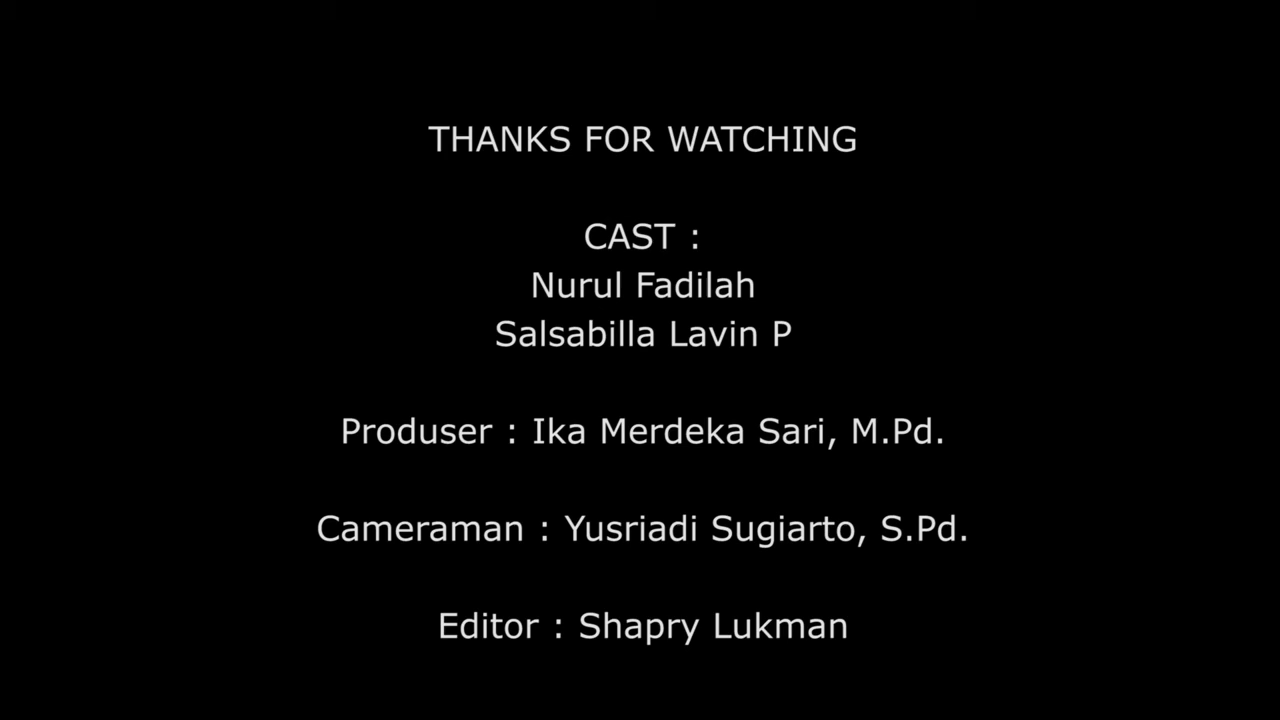 THANKS FOR WATCHING
CAST :
Nurul Fadilah
Salsabilla Lavin P
Produser : Ika Merdeka Sari, M.Pd.
Cameraman : Yusriadi Sugiarto, S.Pd.
Editor : Shapry Lukman